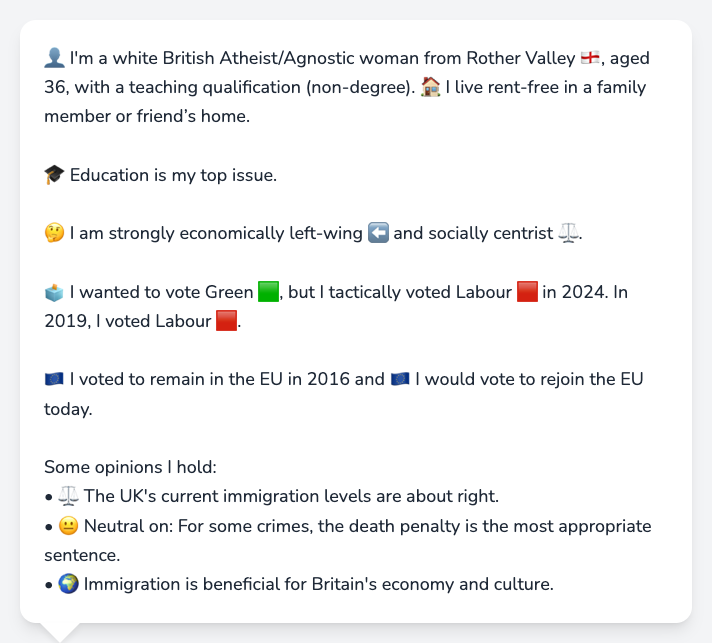 👤 I'm a white British Atheist/Agnostic woman from Rother Valley 🏴󠁧󠁢󠁥󠁮󠁧󠁿, aged
36, with a teaching qualification (non-degree). 🏠 I live rent-free in a family
member or friend’s home.
🎓 Education is my top issue.
🤔 I am strongly economically left-wing ⬅️ and socially centrist ⚖️.
🗳️ I wanted to vote Green 🟩, but I tactically voted Labour 🟥 in 2024. In
2019, I voted Labour 🟥.
🇪🇺 I voted to remain in the EU in 2016 and 🇪🇺 I would vote to rejoin the EU
today.
Some opinions I hold:
• ⚖️ The UK's current immigration levels are about right.
• 😐 Neutral on: For some crimes, the death penalty is the most appropriate
sentence.
• 🌍 Immigration is beneficial for Britain's economy and culture.